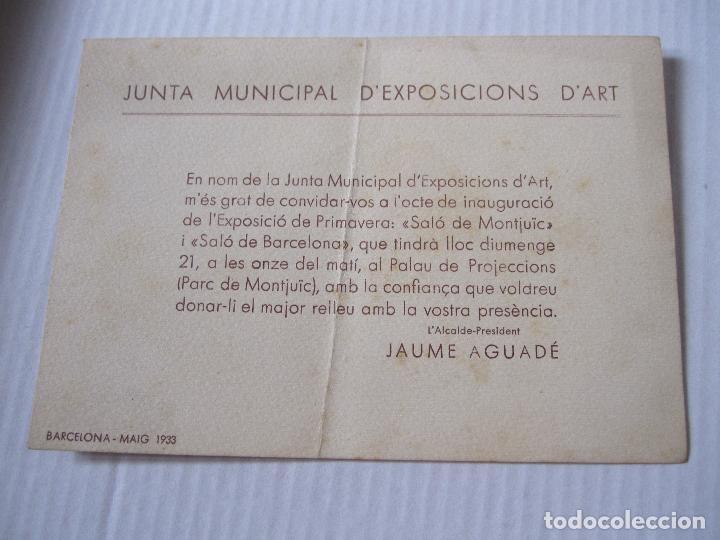 JUNTA MUNICIPAL D'EXPOSICIONS D'ART
En nom de la Junta Municipal d'Exposicions d'Art,
m'és grat de convidar-vos a l'acte de inauguració
de l'Exposició de Primavera: «Saló de Montjuïc»
i «Saló de Barcelona», que tindrà lloc diumenge
21, a les onze del matí, al Palau de Projeccions
(Parc de Montjuïc), amb la confiança que voldreu
donar-li el major relleu amb la vostra presència.
L'Alcalde-President
JAUME AGUADÉ
BARCELONA - MAIG 1933
todocoleccion